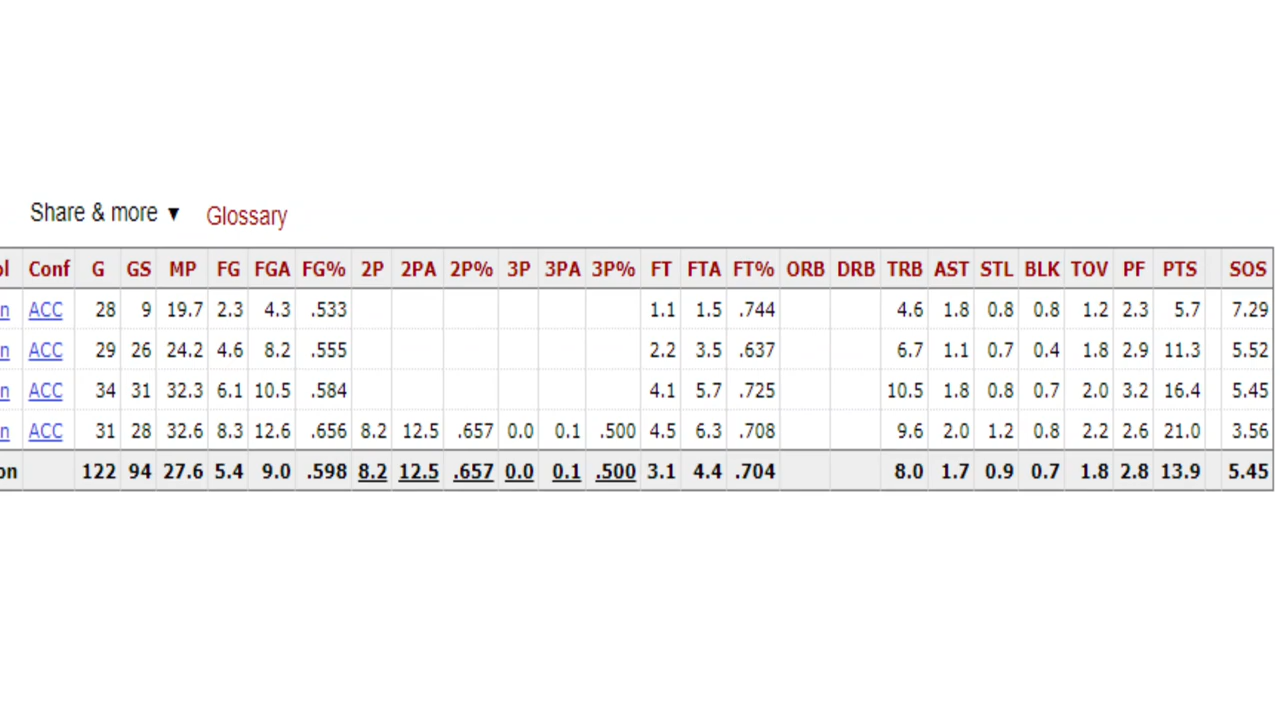 Share & more ▼ Glossary
ol Conf G GS MP FG FGA FG% 2P 2PA 2P% 3P 3PA 3P% FT FTA FT% ORB DRB TRB AST STL BLK TOV PF PTS SOS
n ACC 28 9 19.7 2.3 4.3 .533 1.1 1.5 .744 4.6 1.8 0.8 0.8 1.2 2.3 5.7 7.29
n ACC 29 26 24.2 4.6 8.2 .555 2.2 3.5 .637 6.7 1.1 0.7 0.4 1.8 2.9 11.3 5.52
n ACC 34 31 32.3 6.1 10.5 .584 4.1 5.7 .725 10.5 1.8 0.8 0.7 2.0 3.2 16.4 5.45
n ACC 31 28 32.6 8.3 12.6 .656 8.2 12.5 .657 0.0 0.1 .500 4.5 6.3 .708 9.6 2.0 1.2 0.8 2.2 2.6 21.0 3.56
on 122 94 27.6 5.4 9.0 .598 8.2 12.5 .657 0.0 0.1 .500 3.1 4.4 .704 8.0 1.7 0.9 0.7 1.8 2.8 13.9 5.45